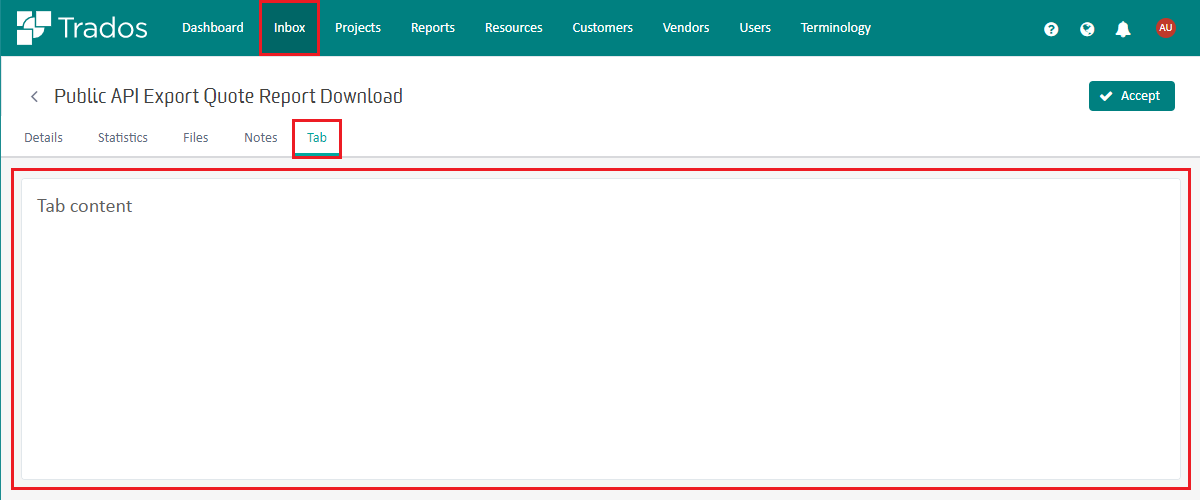 Trados Dashboard Inbox Projects Reports Resources Customers Vendors Users Terminology ? AU
Public API Export Quote Report Download Accept
Details Statistics Files Notes Tab
Tab content